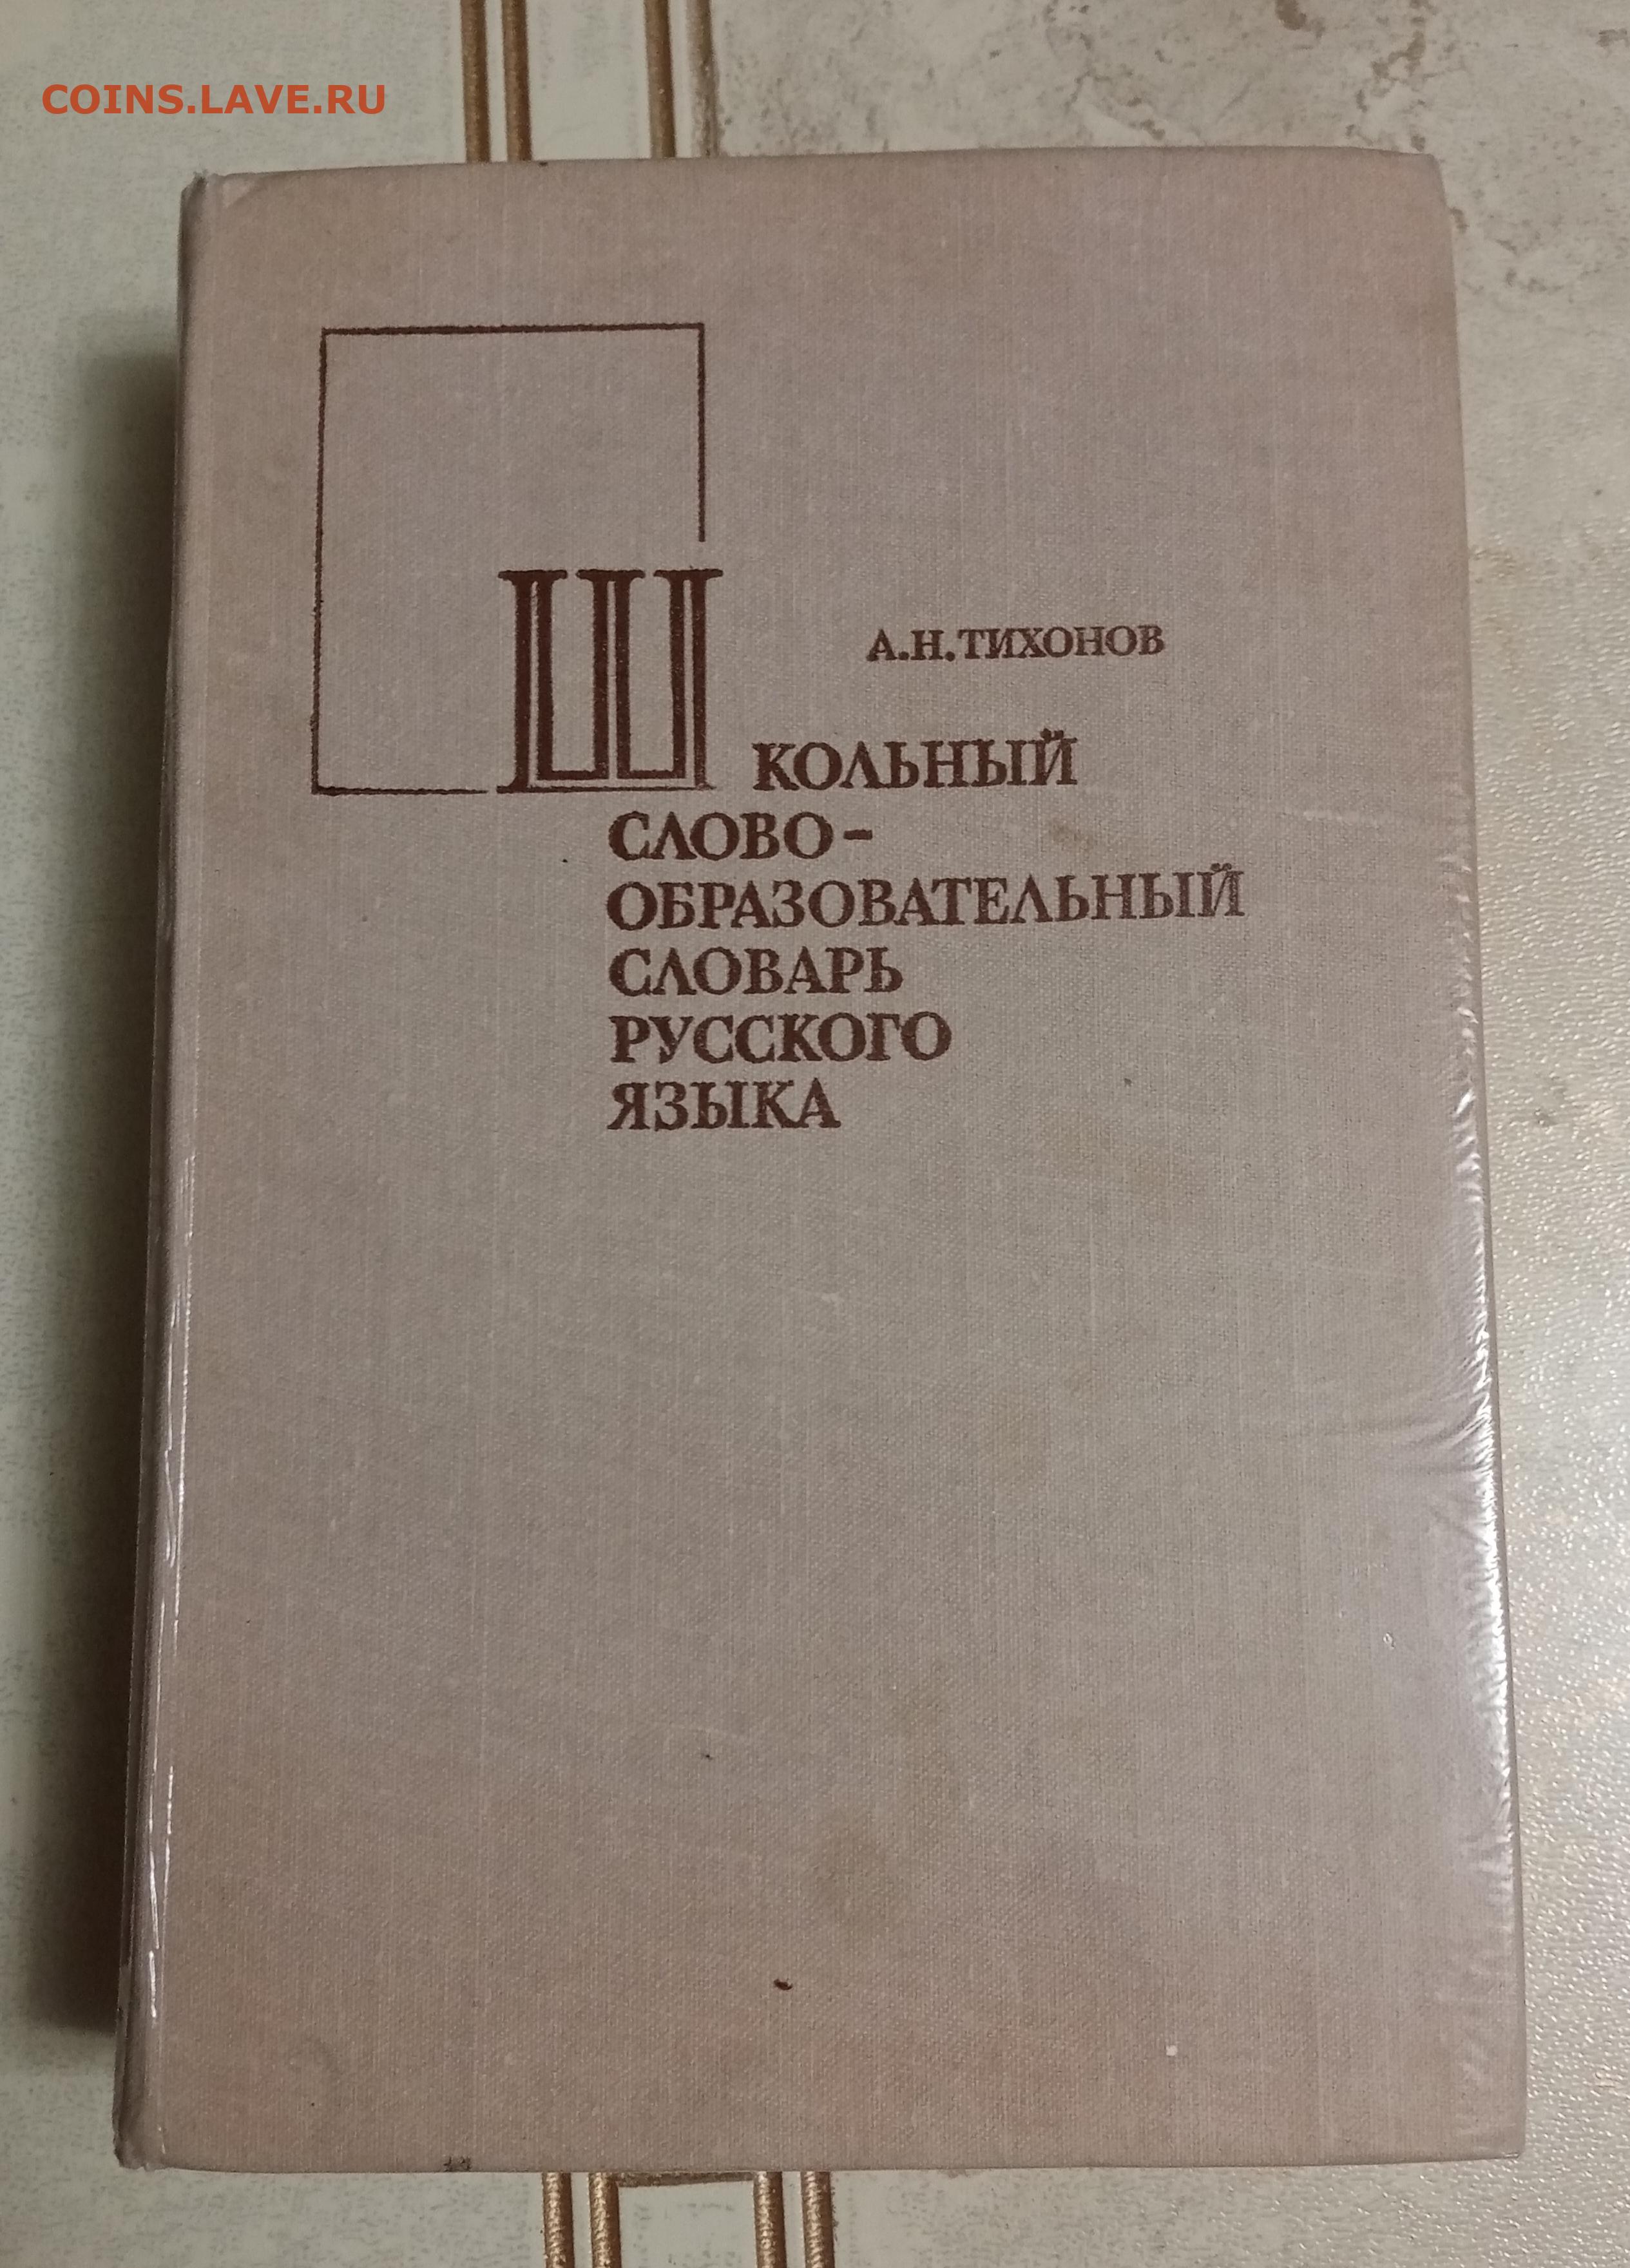 COINS.LAVE.RU
А.Н.ТИХОНОВ
ШКОЛЬНЫЙ
СЛОВО-
ОБРАЗОВАТЕЛЬНЫЙ
СЛОВАРЬ
РУССКОГО
ЯЗЫКА